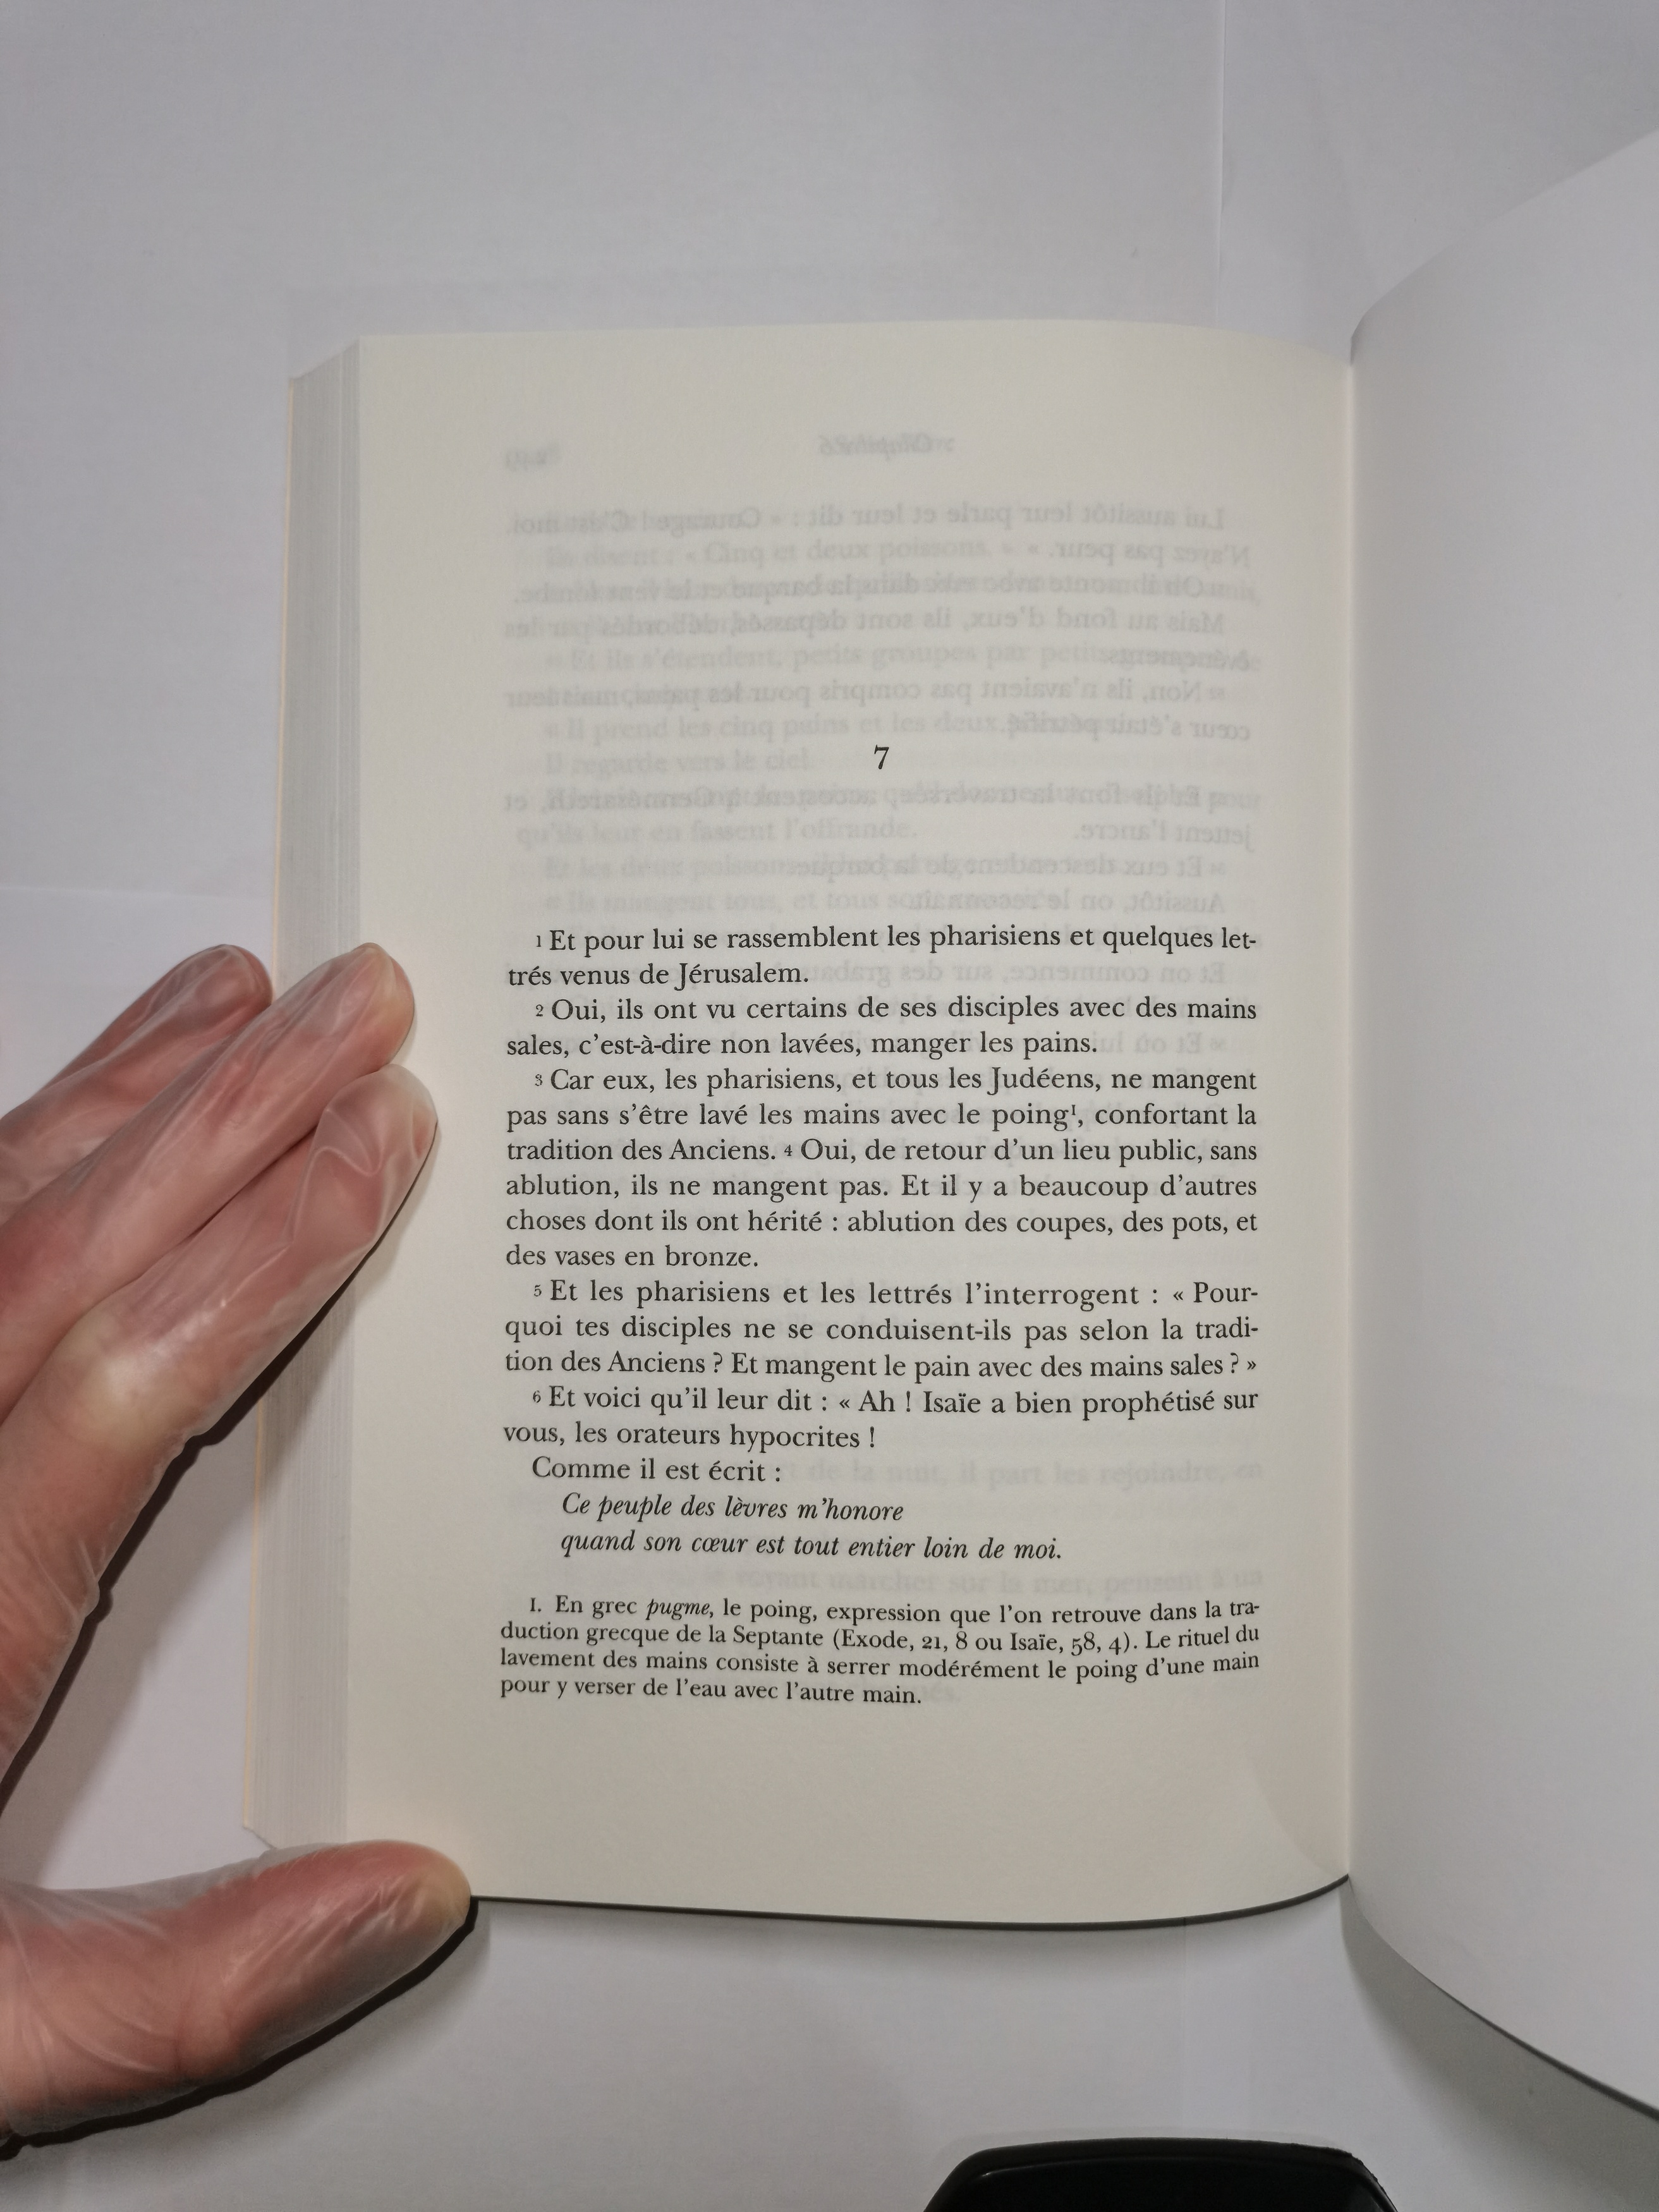 7
1 Et pour lui se rassemblent les pharisiens et quelques let-
trés venus de Jérusalem.
2 Oui, ils ont vu certains de ses disciples avec des mains
sales, c'est-à-dire non lavées, manger les pains.
3 Car eux, les pharisiens, et tous les Judéens, ne mangent
pas sans s'être lavé les mains avec le poing¹, confortant la
tradition des Anciens. 4 Oui, de retour d'un lieu public, sans
ablution, ils ne mangent pas. Et il y a beaucoup d'autres
choses dont ils ont hérité : ablution des coupes, des pots, et
des vases en bronze.
5 Et les pharisiens et les lettrés l'interrogent : « Pour-
quoi tes disciples ne se conduisent-ils pas selon la tradi-
tion des Anciens ? Et mangent le pain avec des mains sales ? »
6 Et voici qu'il leur dit : « Ah ! Isaïe a bien prophétisé sur
vous, les orateurs hypocrites !
Comme il est écrit :
Ce peuple des lèvres m'honore
quand son cœur est tout entier loin de moi.
1. En grec pugme, le poing, expression que l'on retrouve dans la tra-
duction grecque de la Septante (Exode, 21, 8 ou Isaïe, 58, 4). Le rituel du
lavement des mains consiste à serrer modérément le poing d'une main
pour y verser de l'eau avec l'autre main.